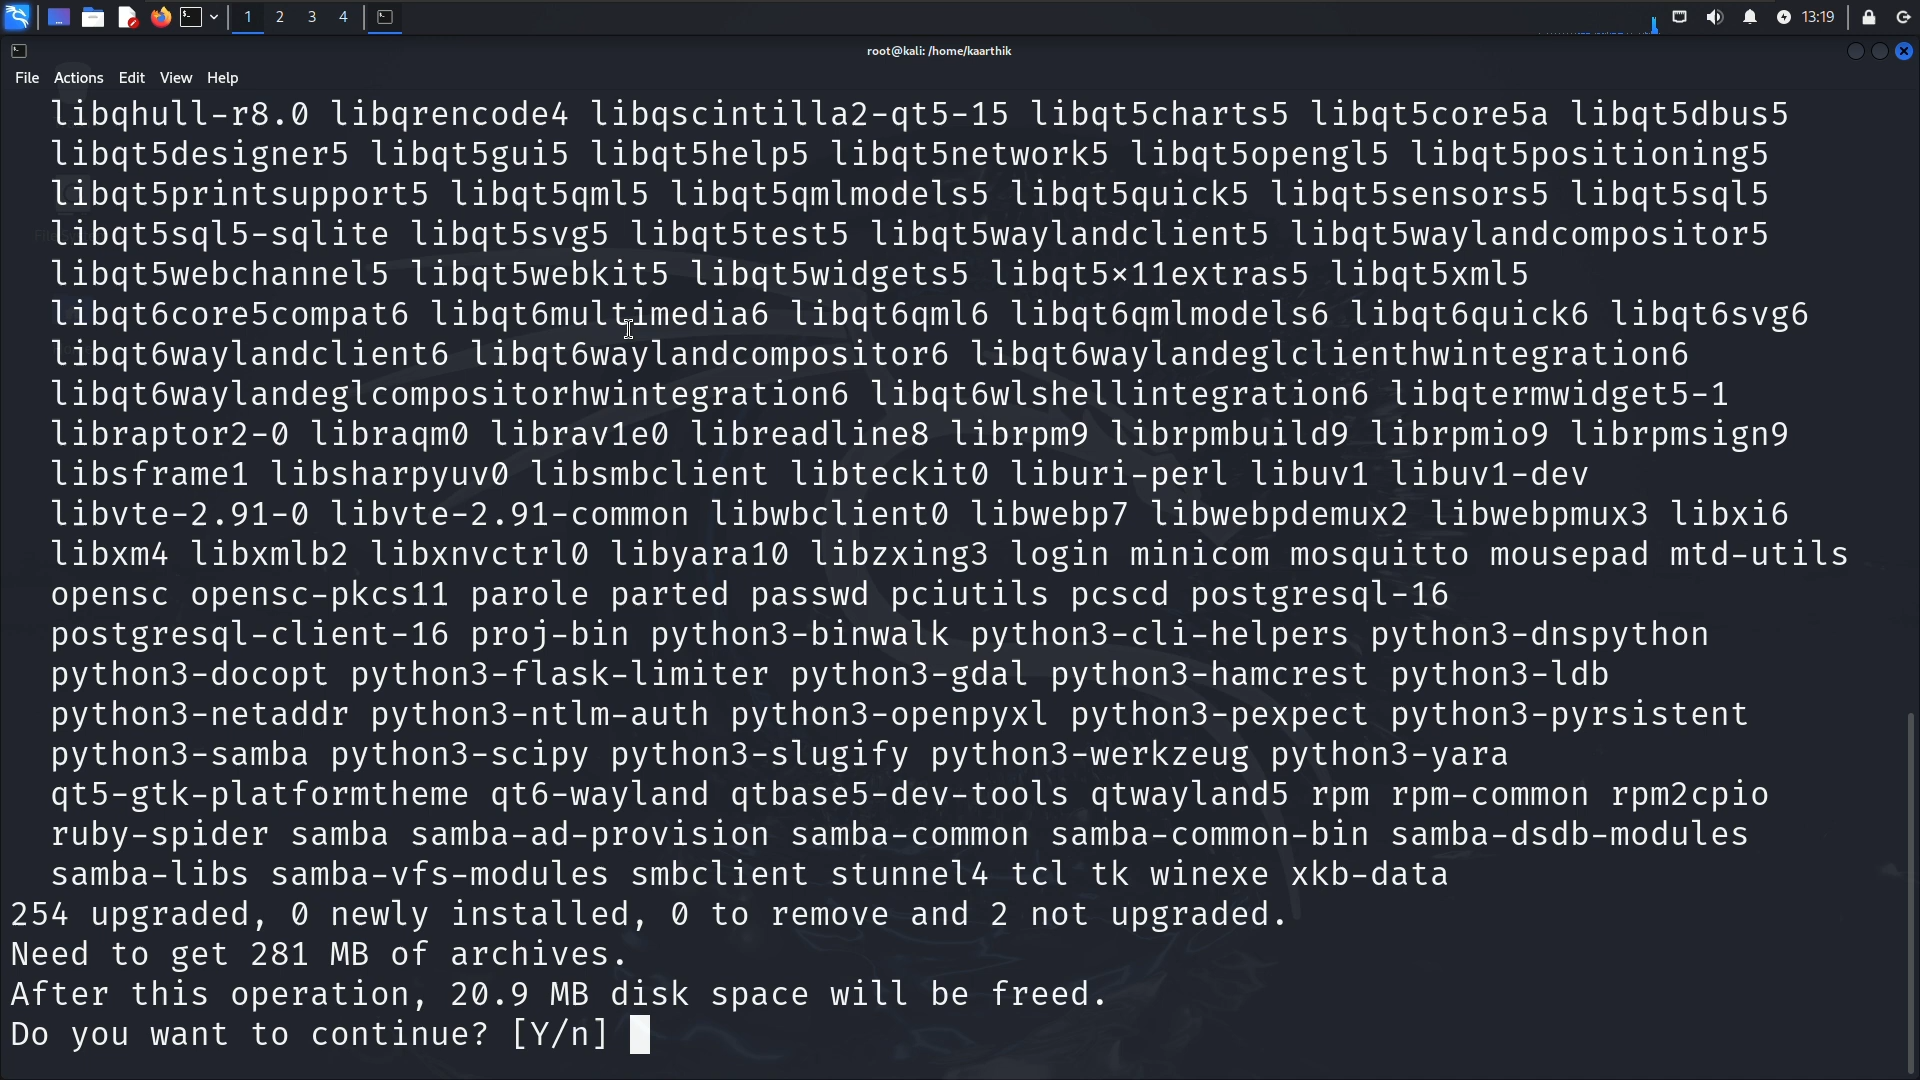 1 2 3 4
13:19
root@kali: /home/kaarthik
File Actions Edit View Help
libqhull-r8.0 libqrencode4 libqscintilla2-qt5-15 libqt5charts5 libqt5core5a libqt5dbus5
libqt5designer5 libqt5gui5 libqt5help5 libqt5network5 libqt5opengl5 libqt5positioning5
libqt5printsupport5 libqt5qml5 libqt5qmlmodels5 libqt5quick5 libqt5sensors5 libqt5sql5
libqt5sql5-sqlite libqt5svg5 libqt5test5 libqt5waylandclient5 libqt5waylandcompositor5
libqt5webchannel5 libqt5webkit5 libqt5widgets5 libqt5×11extras5 libqt5xml5
libqt6core5compat6 libqt6multimedia6 libqt6qml6 libqt6qmlmodels6 libqt6quick6 libqt6svg6
libqt6waylandclient6 libqt6waylandcompositor6 libqt6waylandeglclienthwintegration6
libqt6waylandeglcompositorhwintegration6 libqt6wlshellintegration6 libqtermwidget5-1
libraptor2-0 libraqm0 librav1e0 libreadline8 librpm9 librpmbuild9 librpmio9 librpmsign9
libsframe1 libsharpyuv0 libsmbclient libteckit0 liburi-perl libuv1 libuv1-dev
libvte-2.91-0 libvte-2.91-common libwbclient0 libwebp7 libwebpdemux2 libwebpmux3 libxi6
libxm4 libxmlb2 libxnvctrl0 libyara10 libzxing3 login minicom mosquitto mousepad mtd-utils
opensc opensc-pkcs11 parole parted passwd pciutils pcscd postgresql-16
postgresql-client-16 proj-bin python3-binwalk python3-cli-helpers python3-dnspython
python3-docopt python3-flask-limiter python3-gdal python3-hamcrest python3-ldb
python3-netaddr python3-ntlm-auth python3-openpyxl python3-pexpect python3-pyrsistent
python3-samba python3-scipy python3-slugify python3-werkzeug python3-yara
qt5-gtk-platformtheme qt6-wayland qtbase5-dev-tools qtwayland5 rpm rpm-common rpm2cpio
ruby-spider samba samba-ad-provision samba-common samba-common-bin samba-dsdb-modules
samba-libs samba-vfs-modules smbclient stunnel4 tcl tk winexe xkb-data
254 upgraded, 0 newly installed, 0 to remove and 2 not upgraded.
Need to get 281 MB of archives.
After this operation, 20.9 MB disk space will be freed.
Do you want to continue? [Y/n]